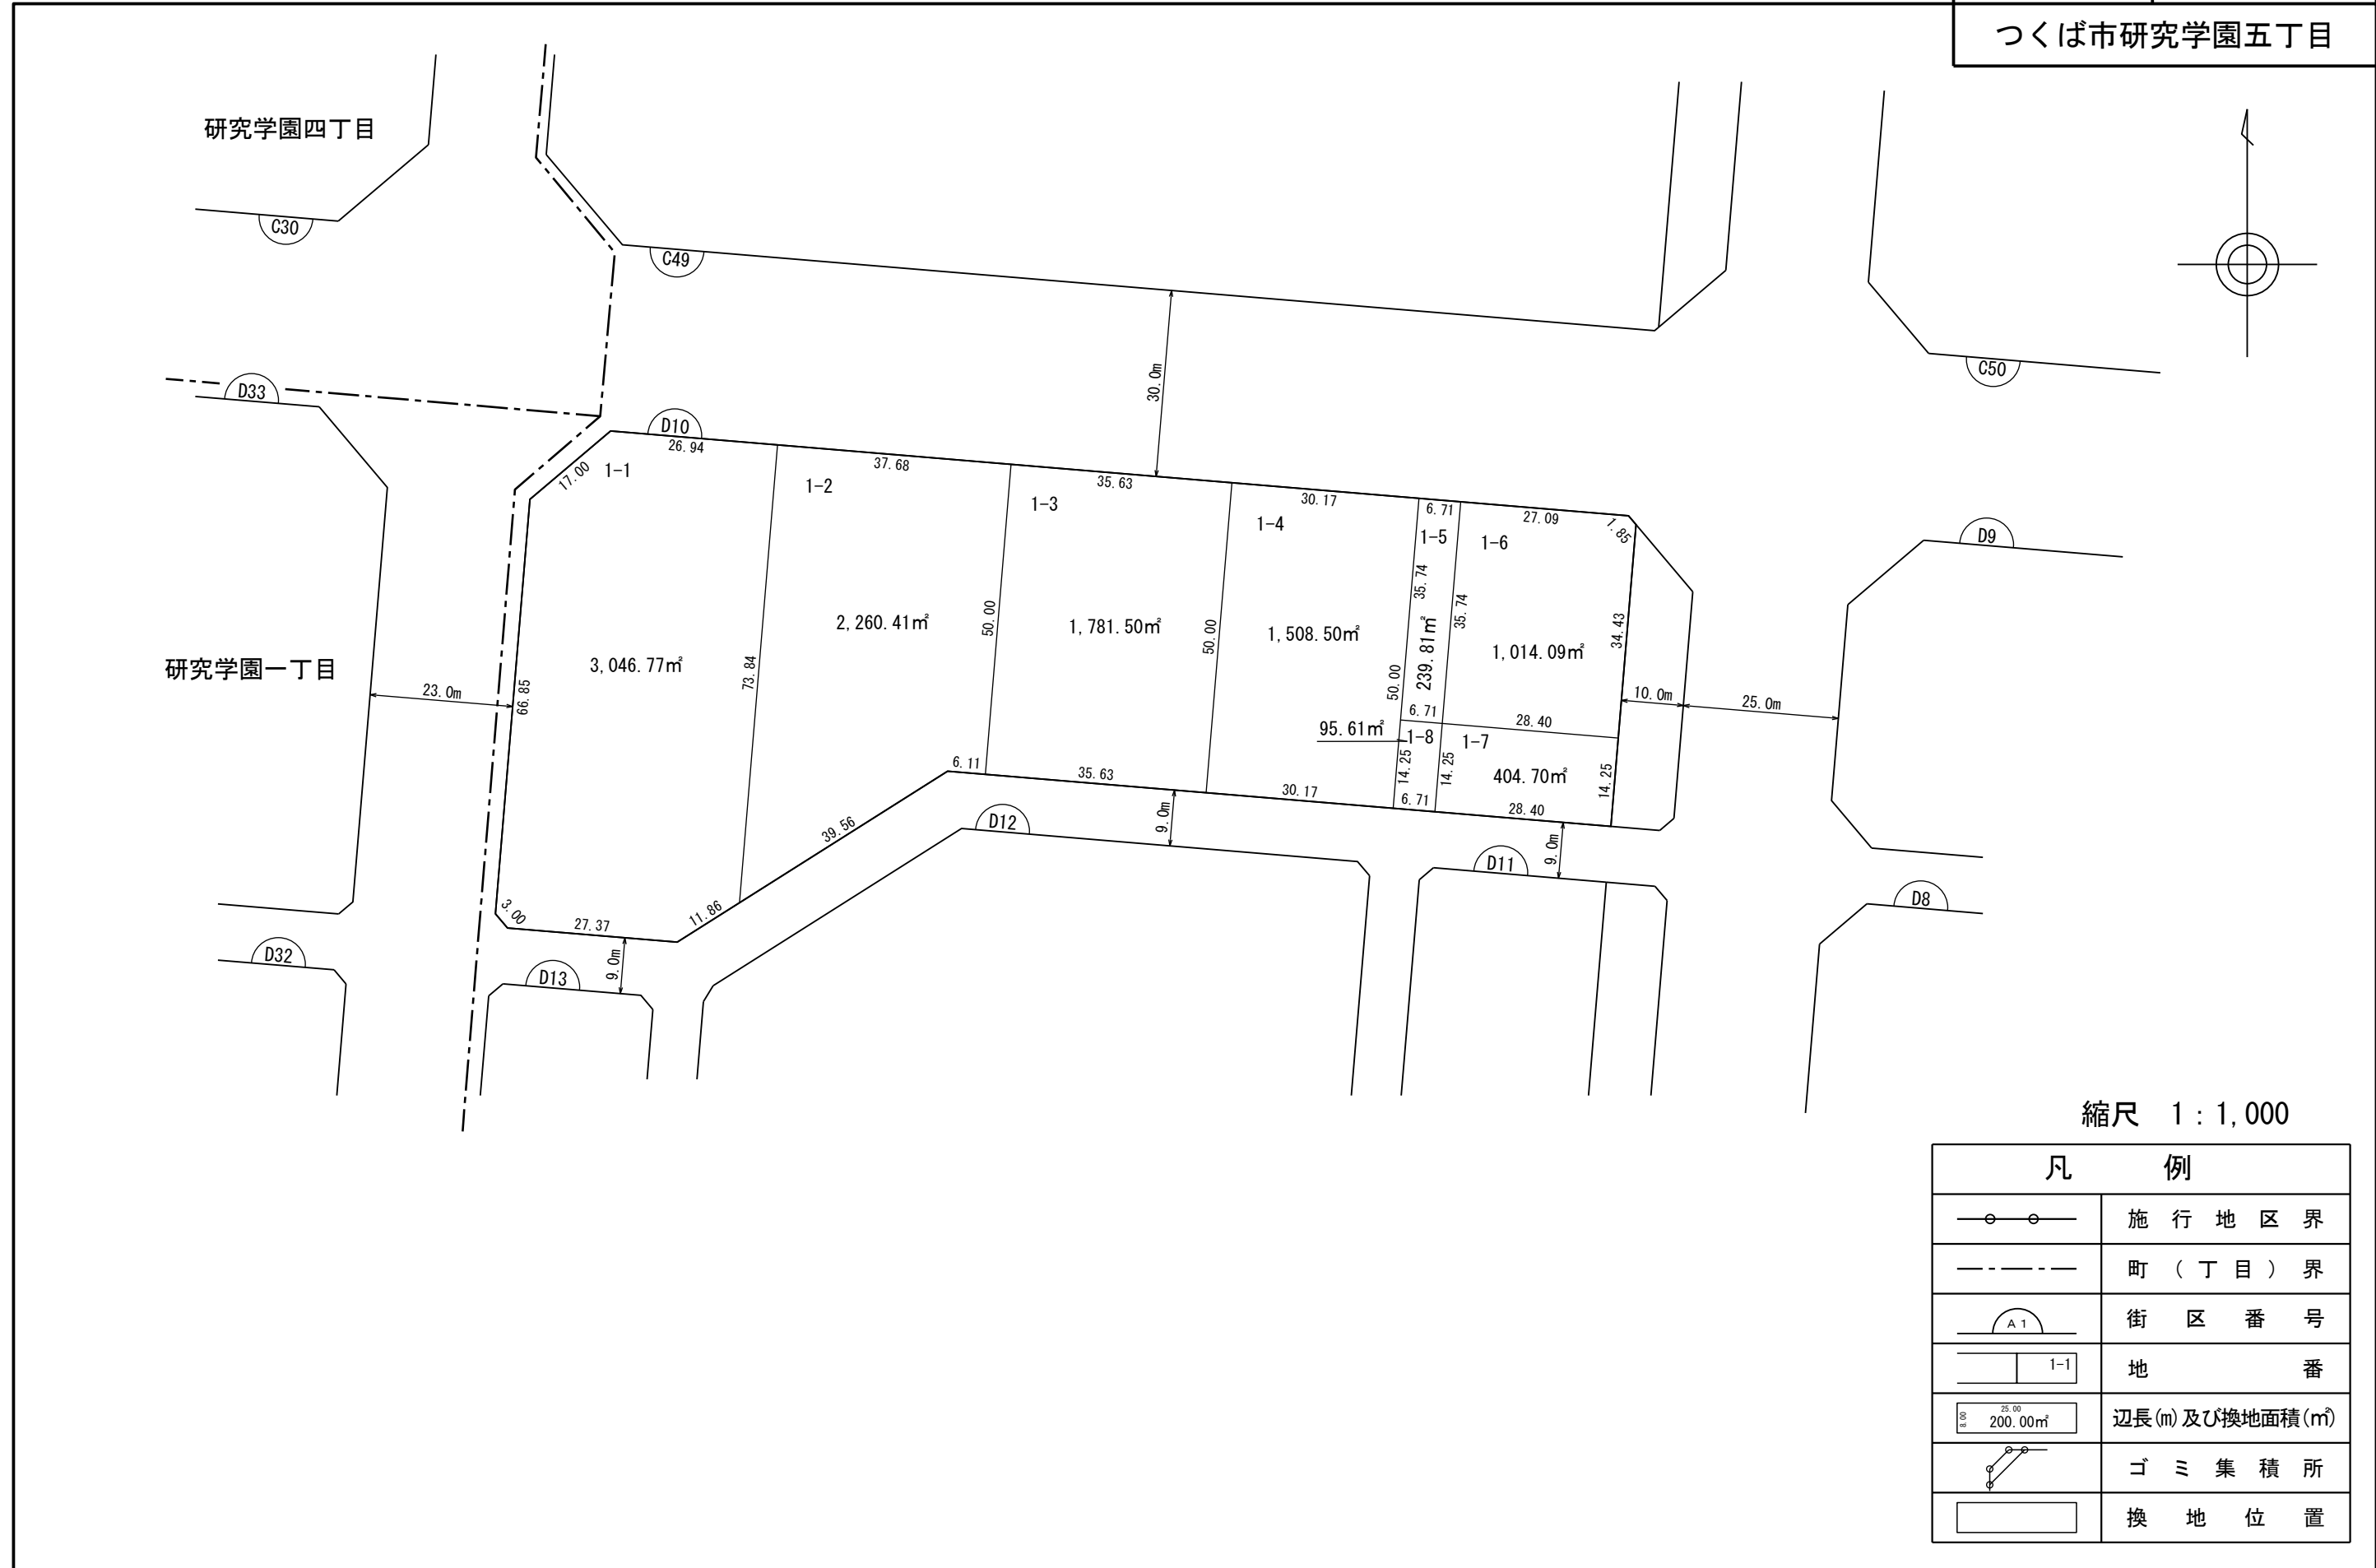 つくば市研究学園五丁目
研究学園四丁目
C30
C49
30.0m
C50
D33
D10
26.94
17.00
1-1
37.68
1-2
35.63
1-3
30.17
1-4
6.71
1-5
27.09
1.85
1-6
D9
35.74
35.74
239.81㎡
34.43
50.00
50.00
50.00
2,260.41㎡
1,781.50㎡
1,508.50㎡
1,014.09㎡
3,046.77㎡
研究学園一丁目
23.0m
66.85
73.84
10.0m
25.0m
6.71
28.40
95.61㎡
1-8
1-7
14.25
14.25
404.70㎡
14.25
6.11
35.63
30.17
6.71
28.40
39.56
D12
9.0m
9.0m
D11
D8
3.00
27.37
11.86
9.0m
D32
D13
縮尺 1:1,000
凡 例
施行地区界
町(丁目)界
A1
街区番号
1-1
地番
25.00
8.00
200.00㎡
辺長(m)及び換地面積(㎡)
ゴミ集積所
換地位置